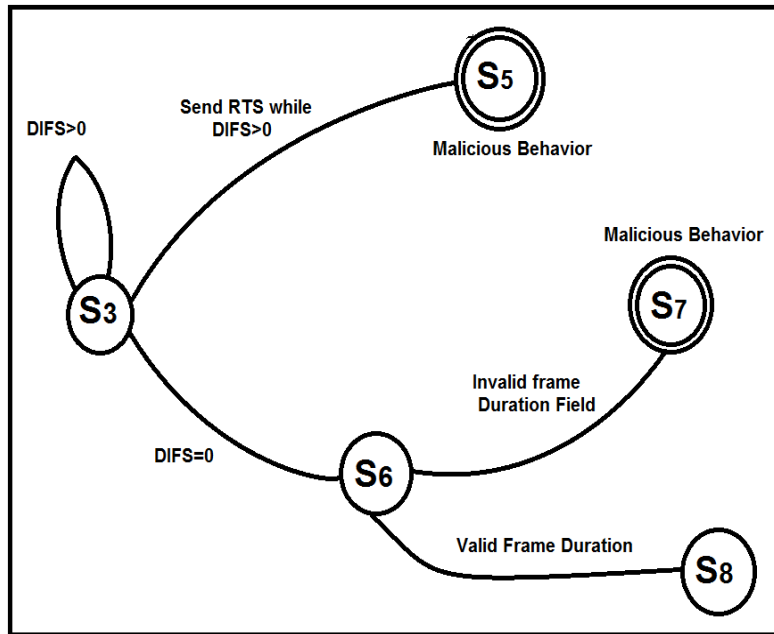 S5
Send RTS while
DIFS>0
DIFS>0
Malicious Behavior
Malicious Behavior
S3
S7
Invalid frame
Duration Field
DIFS=0
S6
Valid Frame Duration
S8